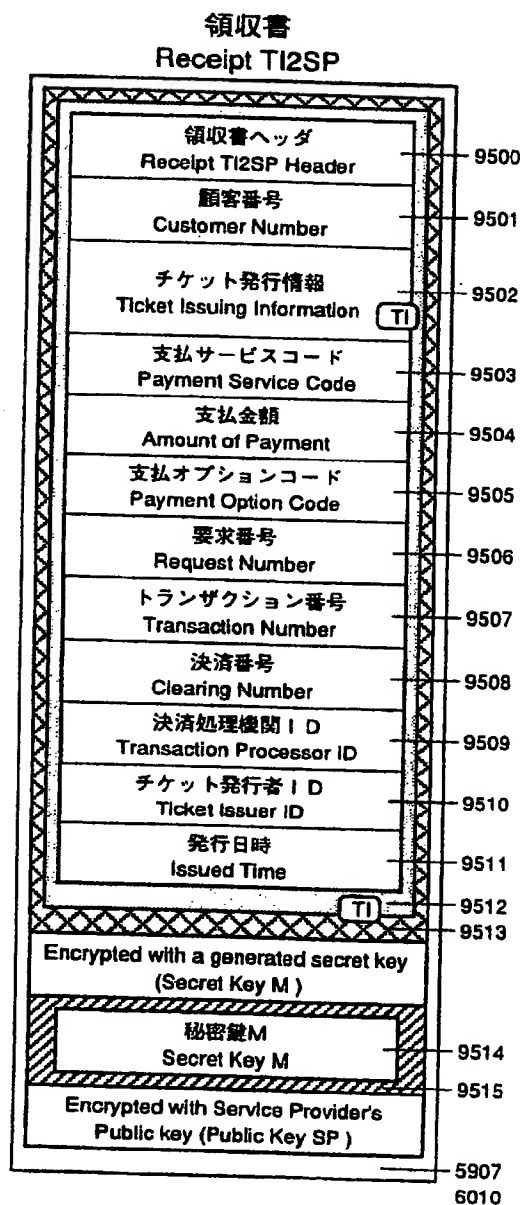 領収書
Receipt TI2SP
領収書ヘッダ
Receipt TI2SP Header
9500
顧客番号
Customer Number
9501
チケット発行情報
Ticket Issuing Information
TI
9502
支払サービスコード
Payment Service Code
9503
支払金額
Amount of Payment
9504
支払オプションコード
Payment Option Code
9505
要求番号
Request Number
9506
トランザクション番号
Transaction Number
9507
決済番号
Clearing Number
9508
決済処理機関ID
Transaction Processor ID
9509
チケット発行者ID
Ticket Issuer ID
9510
発行日時
Issued Time
9511
TI
9512
9513
Encrypted with a generated secret key
(Secret Key M )
秘密鍵M
Secret Key M
9514
9515
Encrypted with Service Provider's
Public key (Public Key SP )
5907
6010